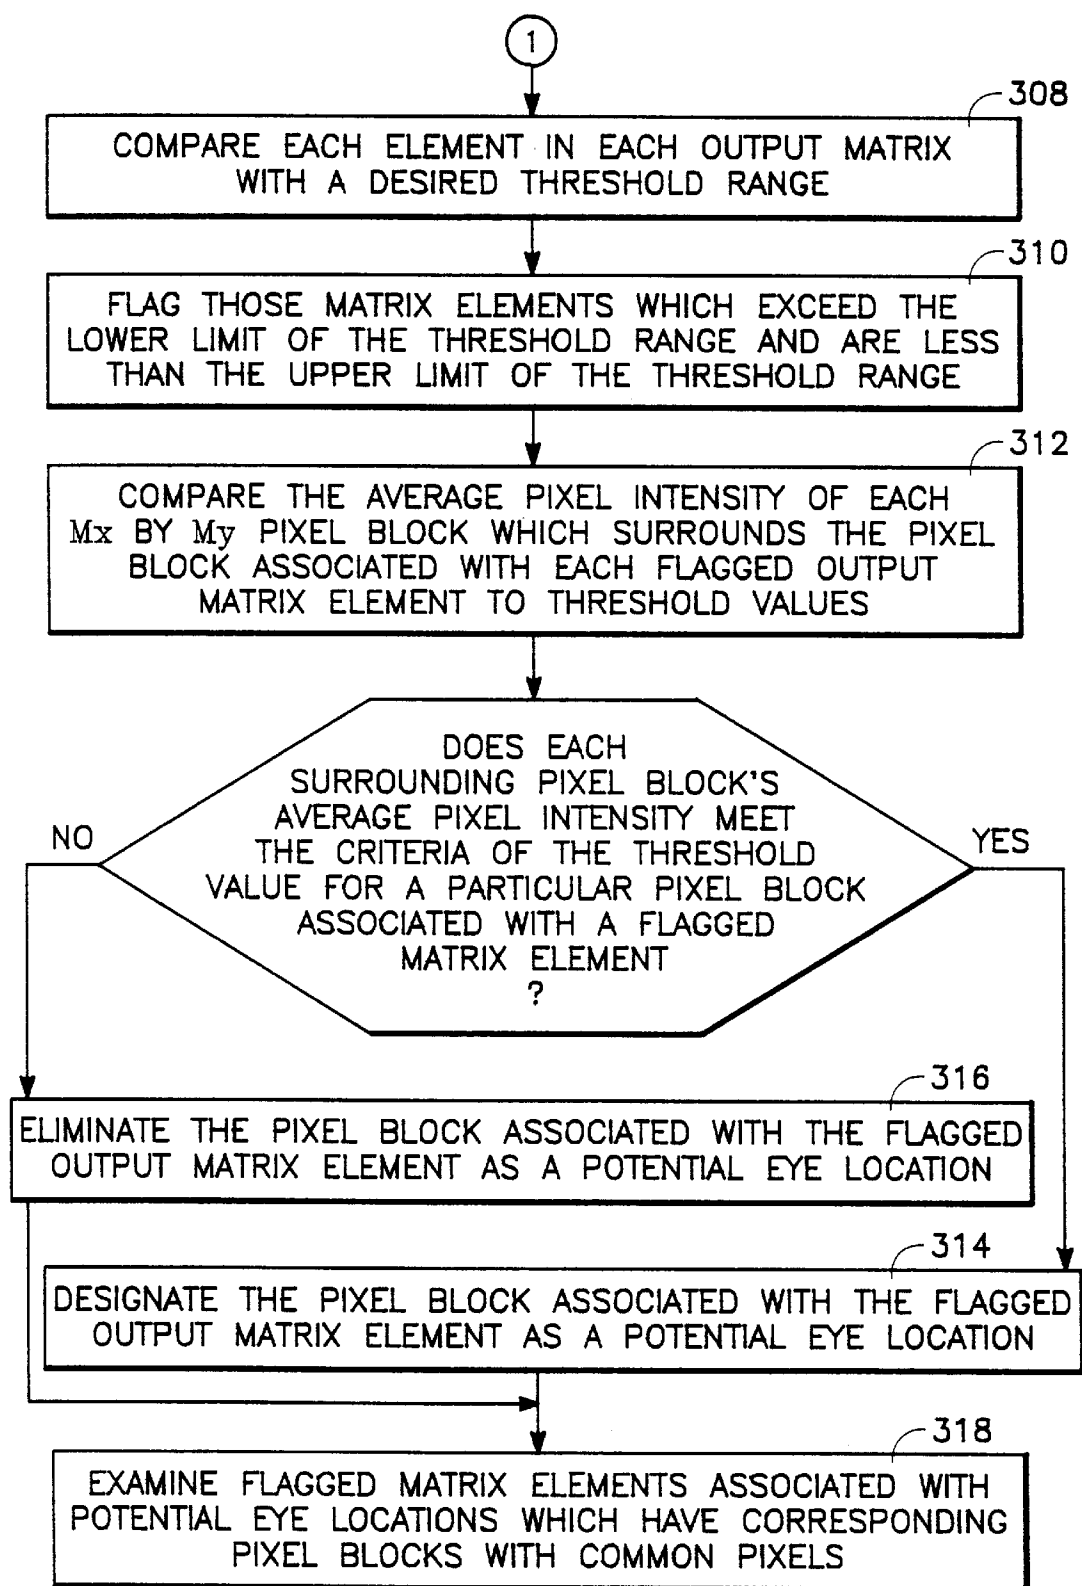 1
308
COMPARE EACH ELEMENT IN EACH OUTPUT MATRIX
WITH A DESIRED THRESHOLD RANGE
310
FLAG THOSE MATRIX ELEMENTS WHICH EXCEED THE
LOWER LIMIT OF THE THRESHOLD RANGE AND ARE LESS
THAN THE UPPER LIMIT OF THE THRESHOLD RANGE
312
COMPARE THE AVERAGE PIXEL INTENSITY OF EACH
Mx BY My PIXEL BLOCK WHICH SURROUNDS THE PIXEL
BLOCK ASSOCIATED WITH EACH FLAGGED OUTPUT
MATRIX ELEMENT TO THRESHOLD VALUES
DOES EACH
SURROUNDING PIXEL BLOCK'S
AVERAGE PIXEL INTENSITY MEET
THE CRITERIA OF THE THRESHOLD
VALUE FOR A PARTICULAR PIXEL BLOCK
ASSOCIATED WITH A FLAGGED
MATRIX ELEMENT
?
NO
YES
316
ELIMINATE THE PIXEL BLOCK ASSOCIATED WITH THE FLAGGED
OUTPUT MATRIX ELEMENT AS A POTENTIAL EYE LOCATION
314
DESIGNATE THE PIXEL BLOCK ASSOCIATED WITH THE FLAGGED
OUTPUT MATRIX ELEMENT AS A POTENTIAL EYE LOCATION
318
EXAMINE FLAGGED MATRIX ELEMENTS ASSOCIATED WITH
POTENTIAL EYE LOCATIONS WHICH HAVE CORRESPONDING
PIXEL BLOCKS WITH COMMON PIXELS